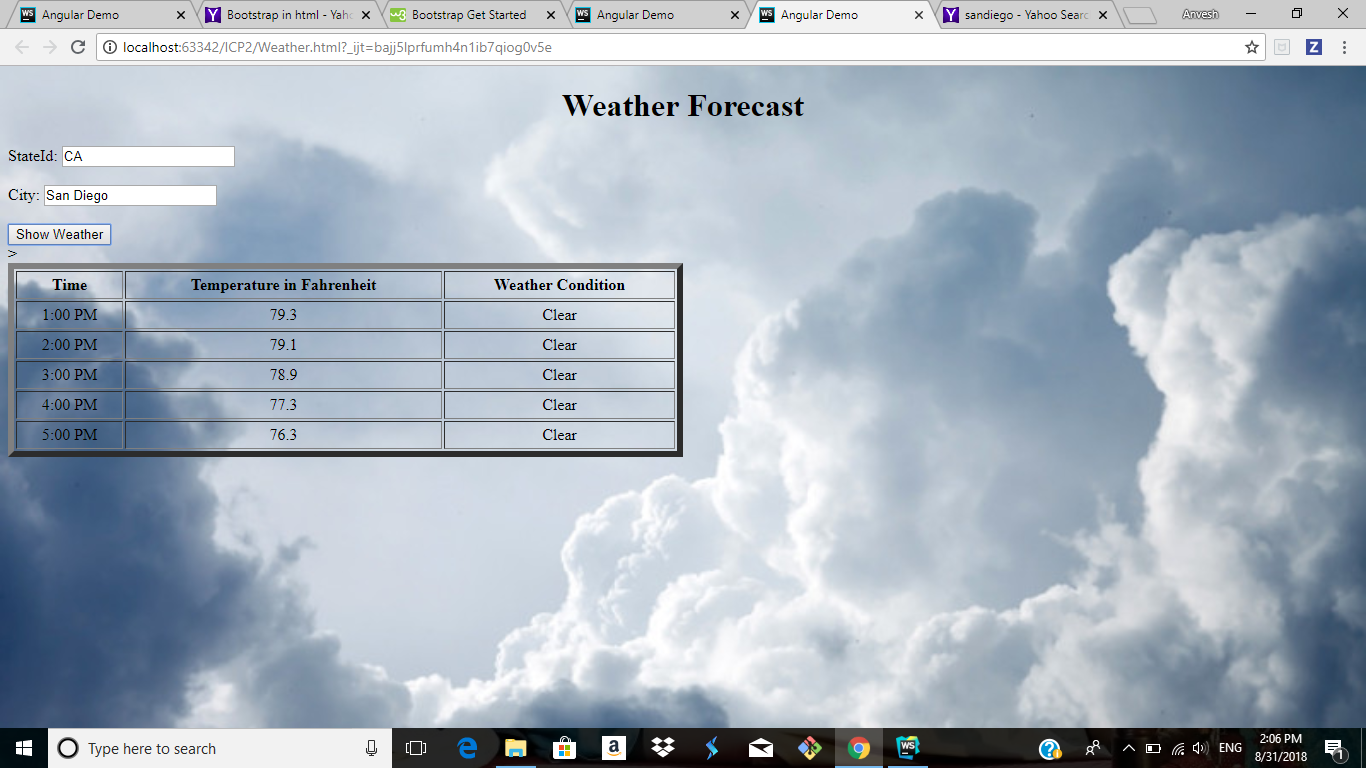 Angular Demo
Bootstrap in html - Yah
Bootstrap Get Started
Angular Demo
Angular Demo
sandiego - Yahoo Searc
Anvesh
localhost:63342/ICP2/Weather.html?_ijt=bajj5lprfumh4n1ib7qiog0v5e
Weather Forecast
StateId: CA
City: San Diego
Show Weather
>
Time Temperature in Fahrenheit Weather Condition
1:00 PM 79.3 Clear
2:00 PM 79.1 Clear
3:00 PM 78.9 Clear
4:00 PM 77.3 Clear
5:00 PM 76.3 Clear
Type here to search
ENG
2:06 PM
8/31/2018
1